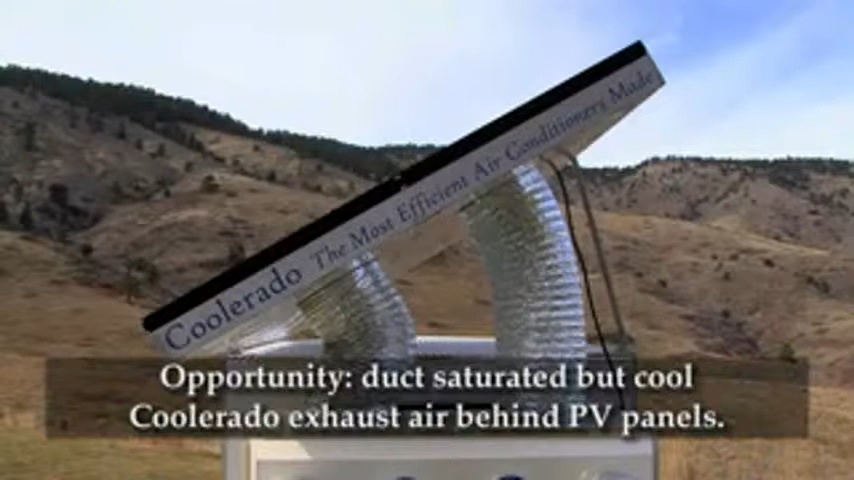 Coolerado The Most Efficient Air Conditioners Made
Opportunity: duct saturated but cool
Coolerado exhaust air behind PV panels.